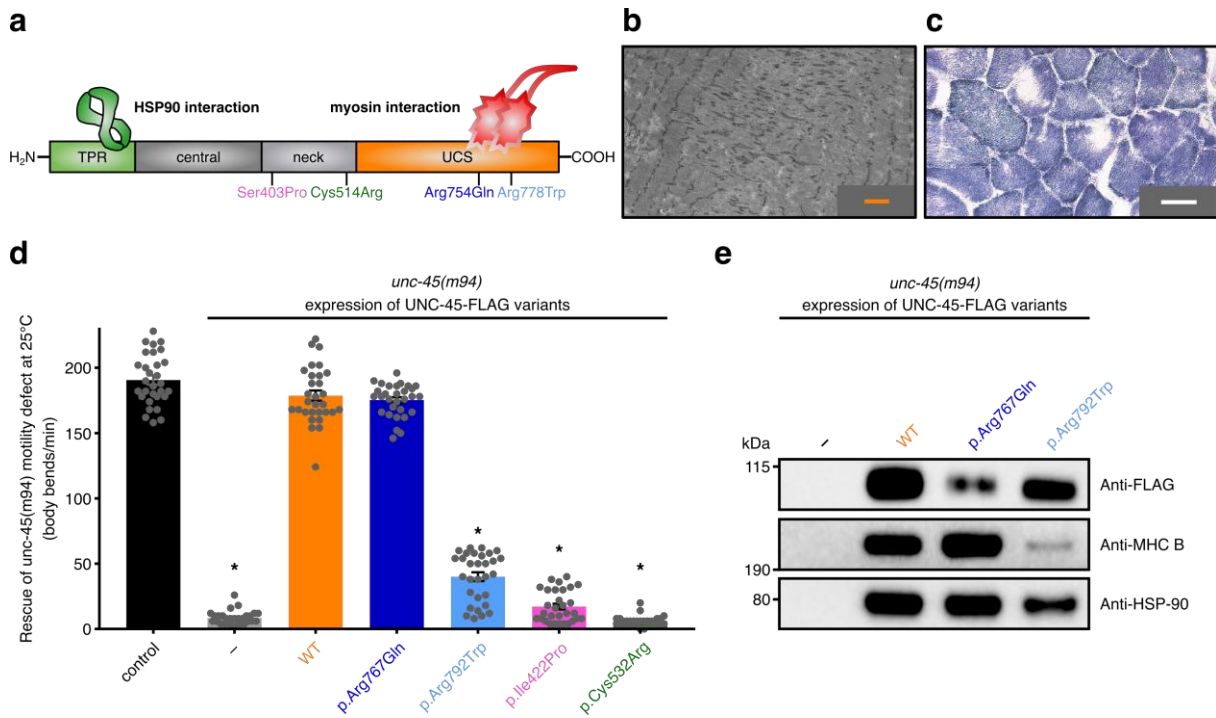 a
HSP90 interaction
myosin interaction
H₂N
TPR
central
neck
UCS
COOH
Ser403Pro
Cys514Arg
Arg754Gln
Arg778Trp
b
c
d
unc-45(m94)
expression of UNC-45-FLAG variants
Rescue of unc-45(m94) motility defect at 25°C
(body bends/min)
200
150
100
50
0
*
*
*
*
control
–
WT
p.Arg767Gln
p.Arg792Trp
p.Ile422Pro
p.Cys532Arg
e
unc-45(m94)
expression of UNC-45-FLAG variants
kDa
–
WT
p.Arg767Gln
p.Arg792Trp
115
Anti-FLAG
Anti-MHC B
190
80
Anti-HSP-90